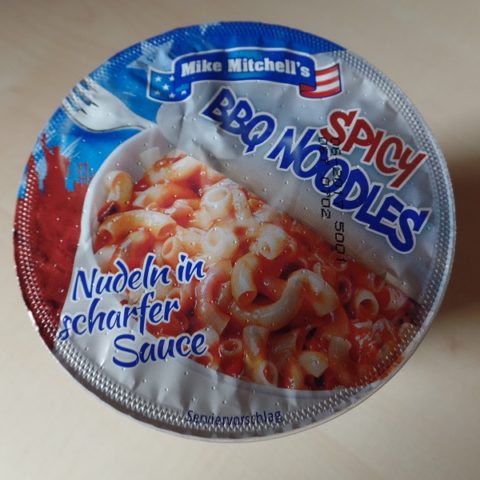 Mike Mitchell's
SPICY
BBQ NOODLES
Nudeln in
scharfer
Sauce
Serviervorschlag